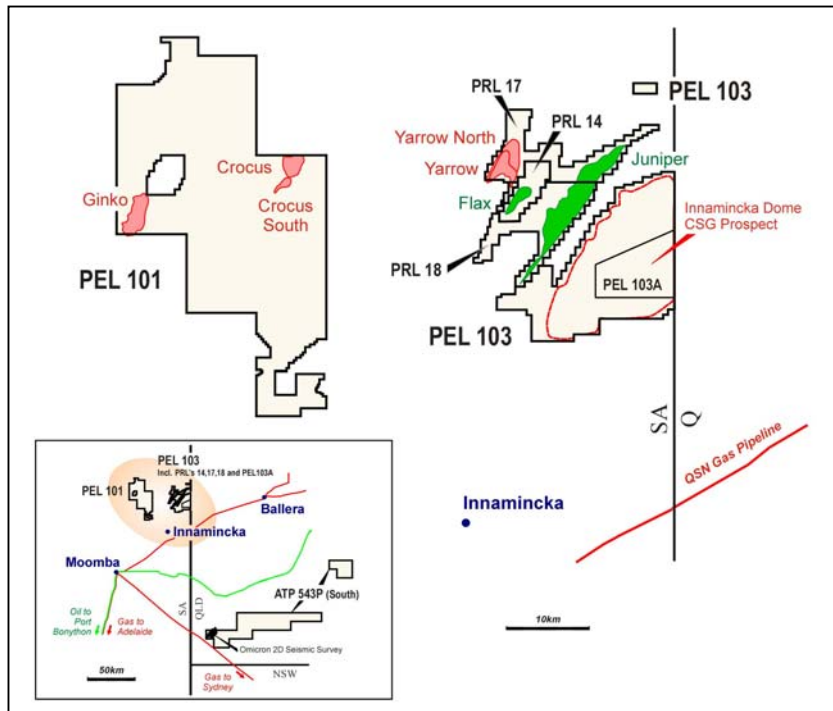 PEL 103
PRL 17
PRL 14
Yarrow North
Yarrow
Juniper
Flax
Crocus
Ginko
Crocus
South
Innamincka Dome
CSG Prospect
PRL 18
PEL 101
PEL 103A
PEL 103
SA
Q
QSN Gas Pipeline
Innamincka
10km
PEL 103
Incl. PRL's 14,17,18 and PEL103A
PEL 101
Ballera
Innamincka
Moomba
ATP 543P (South)
SA
QLD
Oil to
Port
Bonython
Gas to
Adelaide
Omicron 2D Seismic Survey
50km
NSW
Gas to
Sydney